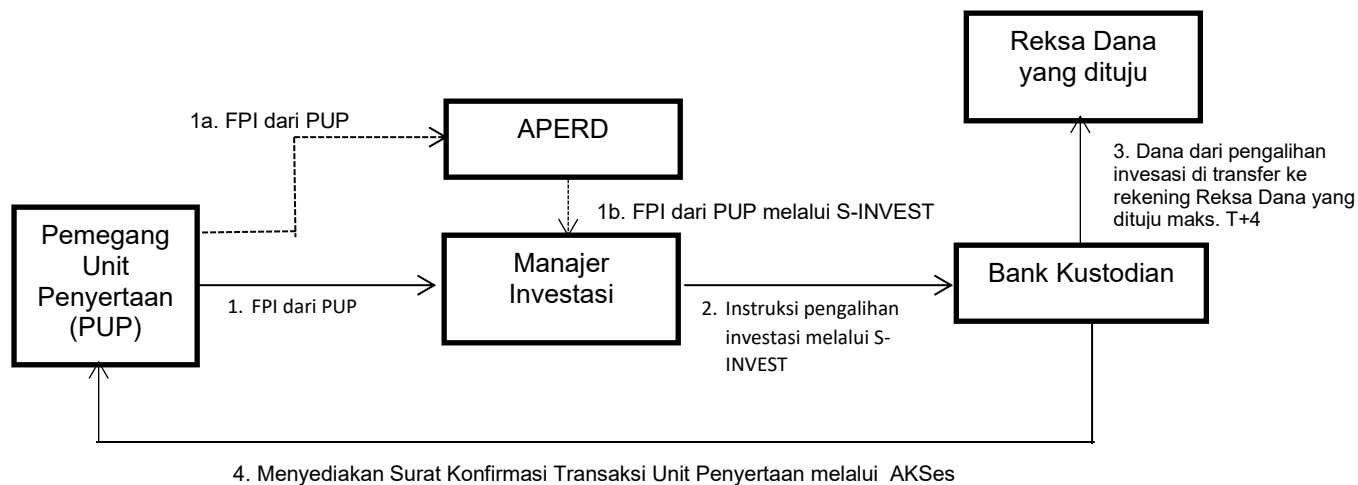 Reksa Dana
yang dituju
1a. FPI dari PUP
APERD
3. Dana dari pengalihan
invesasi di transfer ke
rekening Reksa Dana yang
dituju maks. T+4
1b. FPI dari PUP melalui S-INVEST
Pemegang
Unit
Penyertaan
(PUP)
Manajer
Investasi
Bank Kustodian
1. FPI dari PUP
2. Instruksi pengalihan
investasi melalui S-
INVEST
4. Menyediakan Surat Konfirmasi Transaksi Unit Penyertaan melalui AKSes